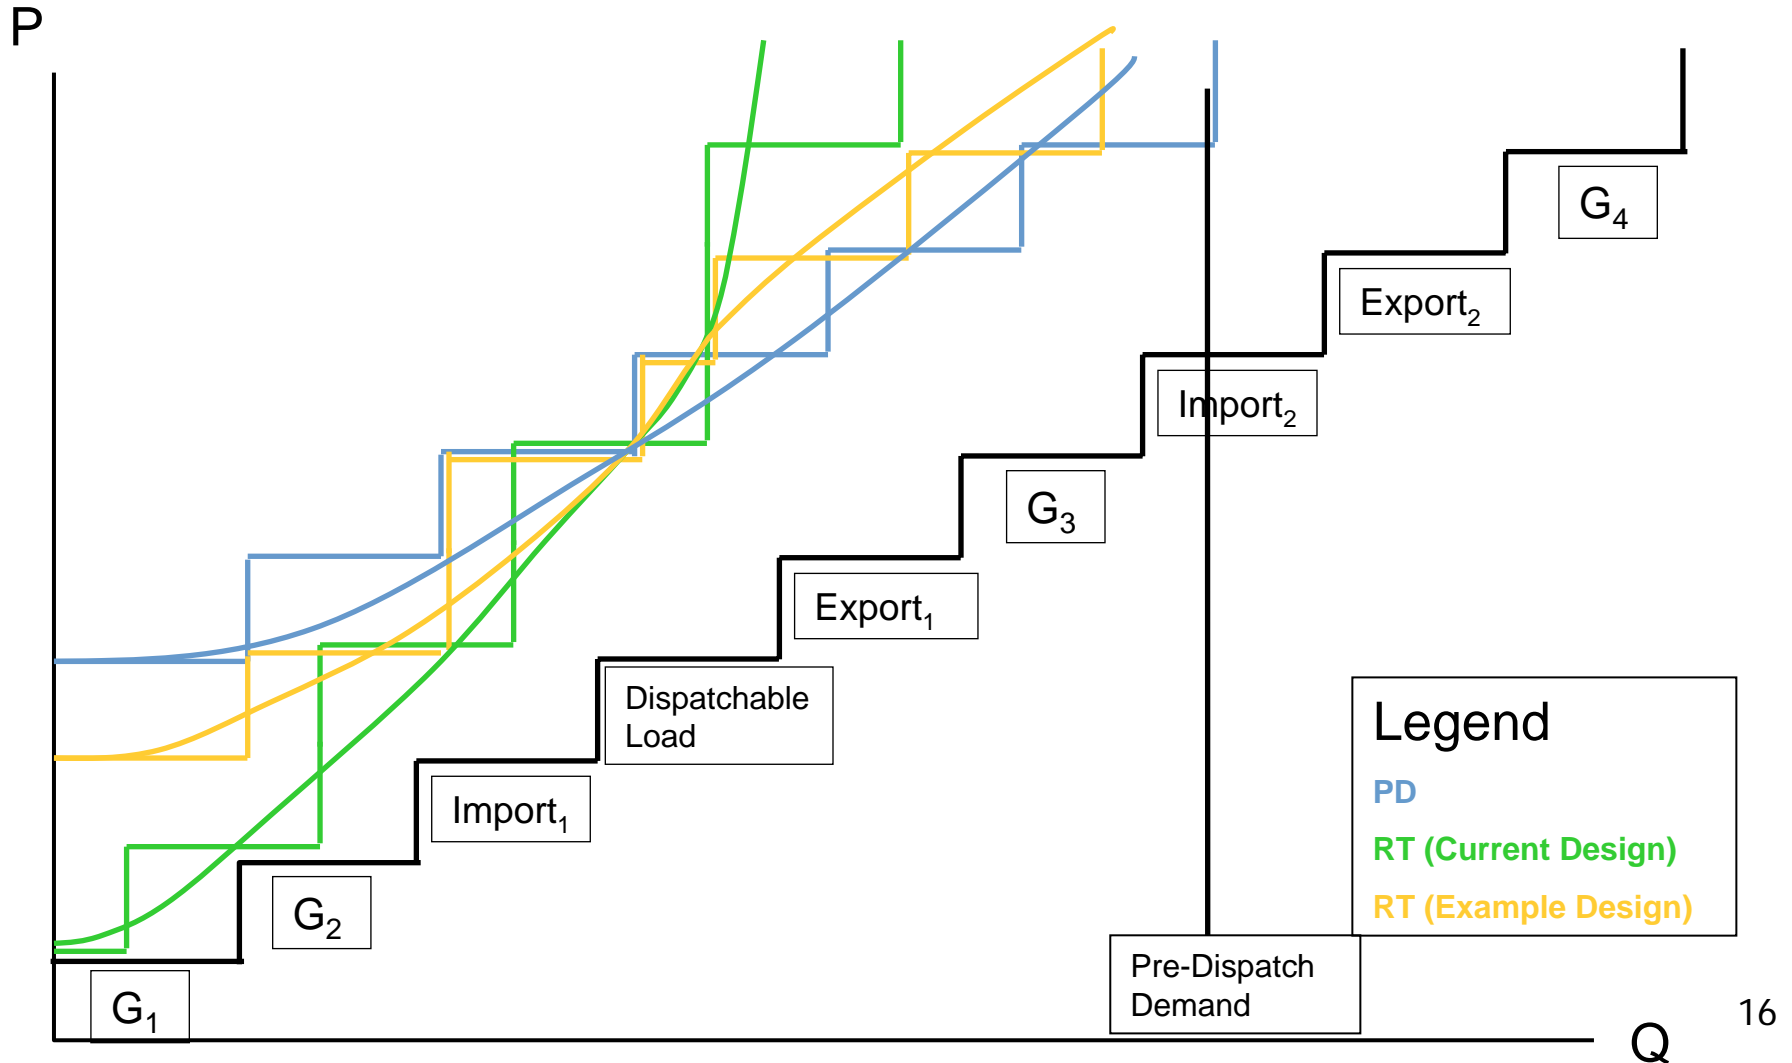 P
G4
Export2
Import2
G3
Export1
Dispatchable
Load
Import1
G2
G1
Legend
PD
RT (Current Design)
RT (Example Design)
Pre-Dispatch
Demand
16
Q